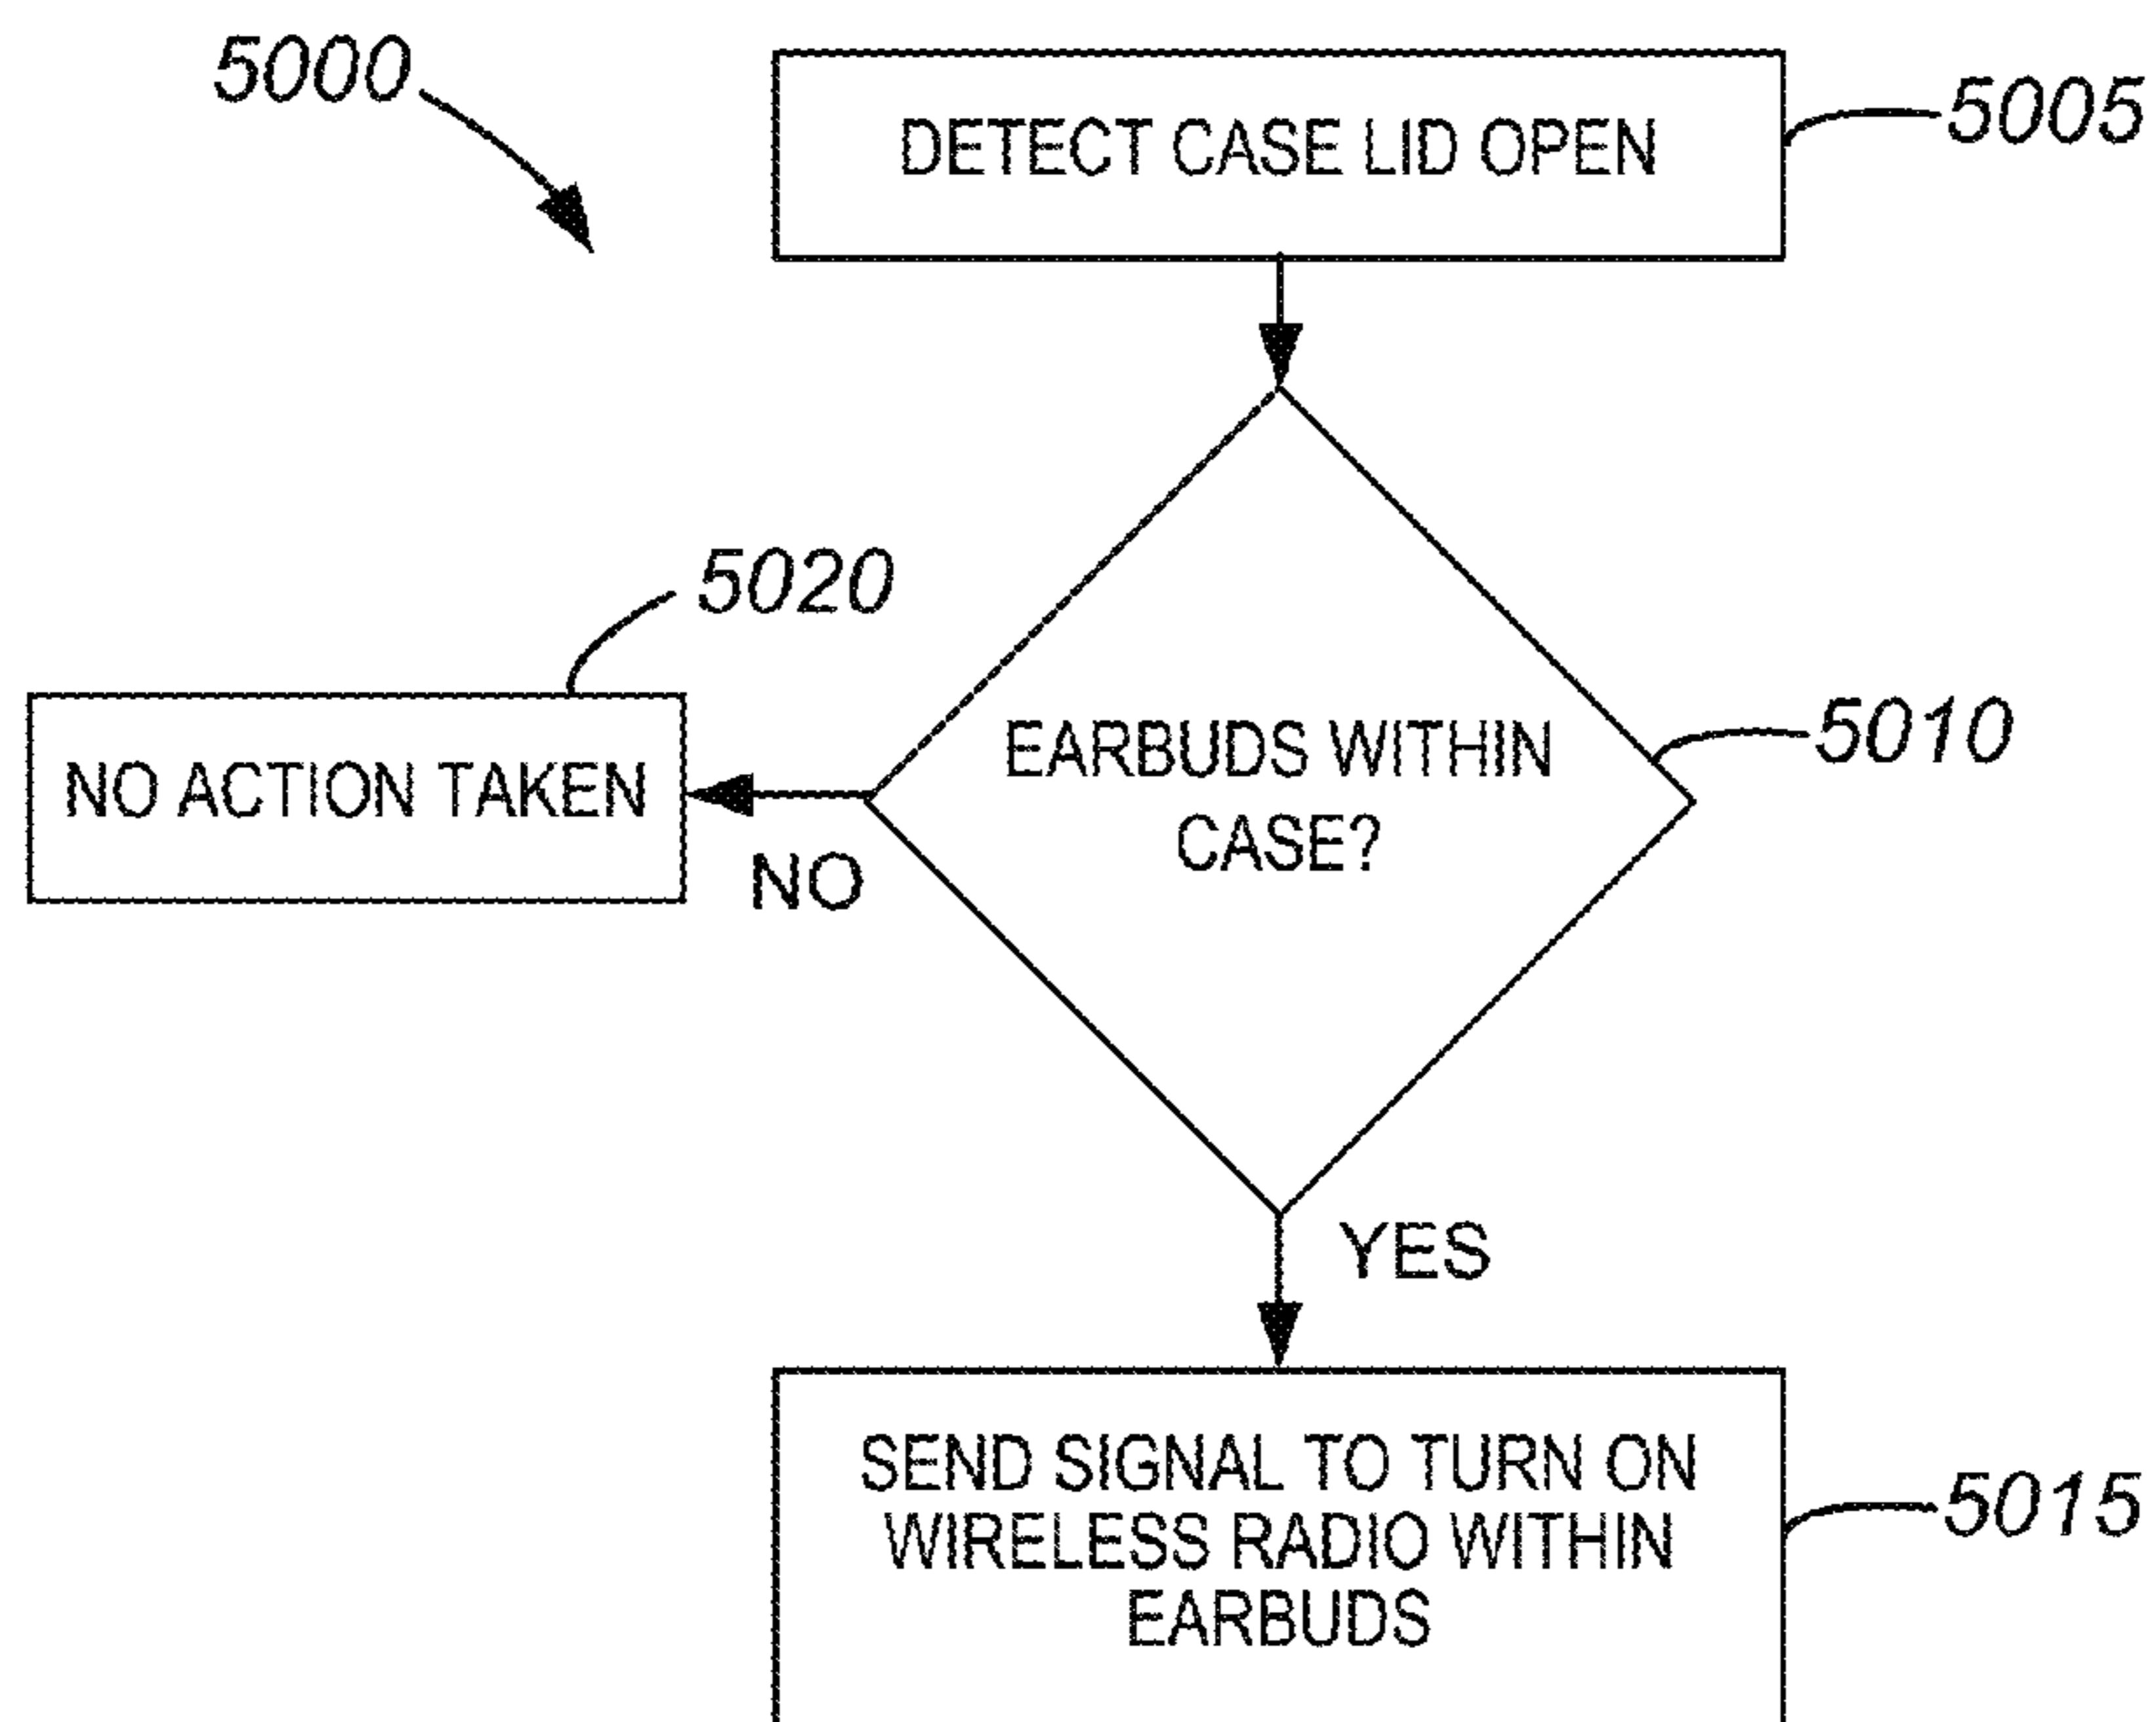 5000
DETECT CASE LID OPEN
5005
5020
NO ACTION TAKEN
NO
EARBUDS WITHIN
CASE?
5010
YES
SEND SIGNAL TO TURN ON
WIRELESS RADIO WITHIN
EARBUDS
5015